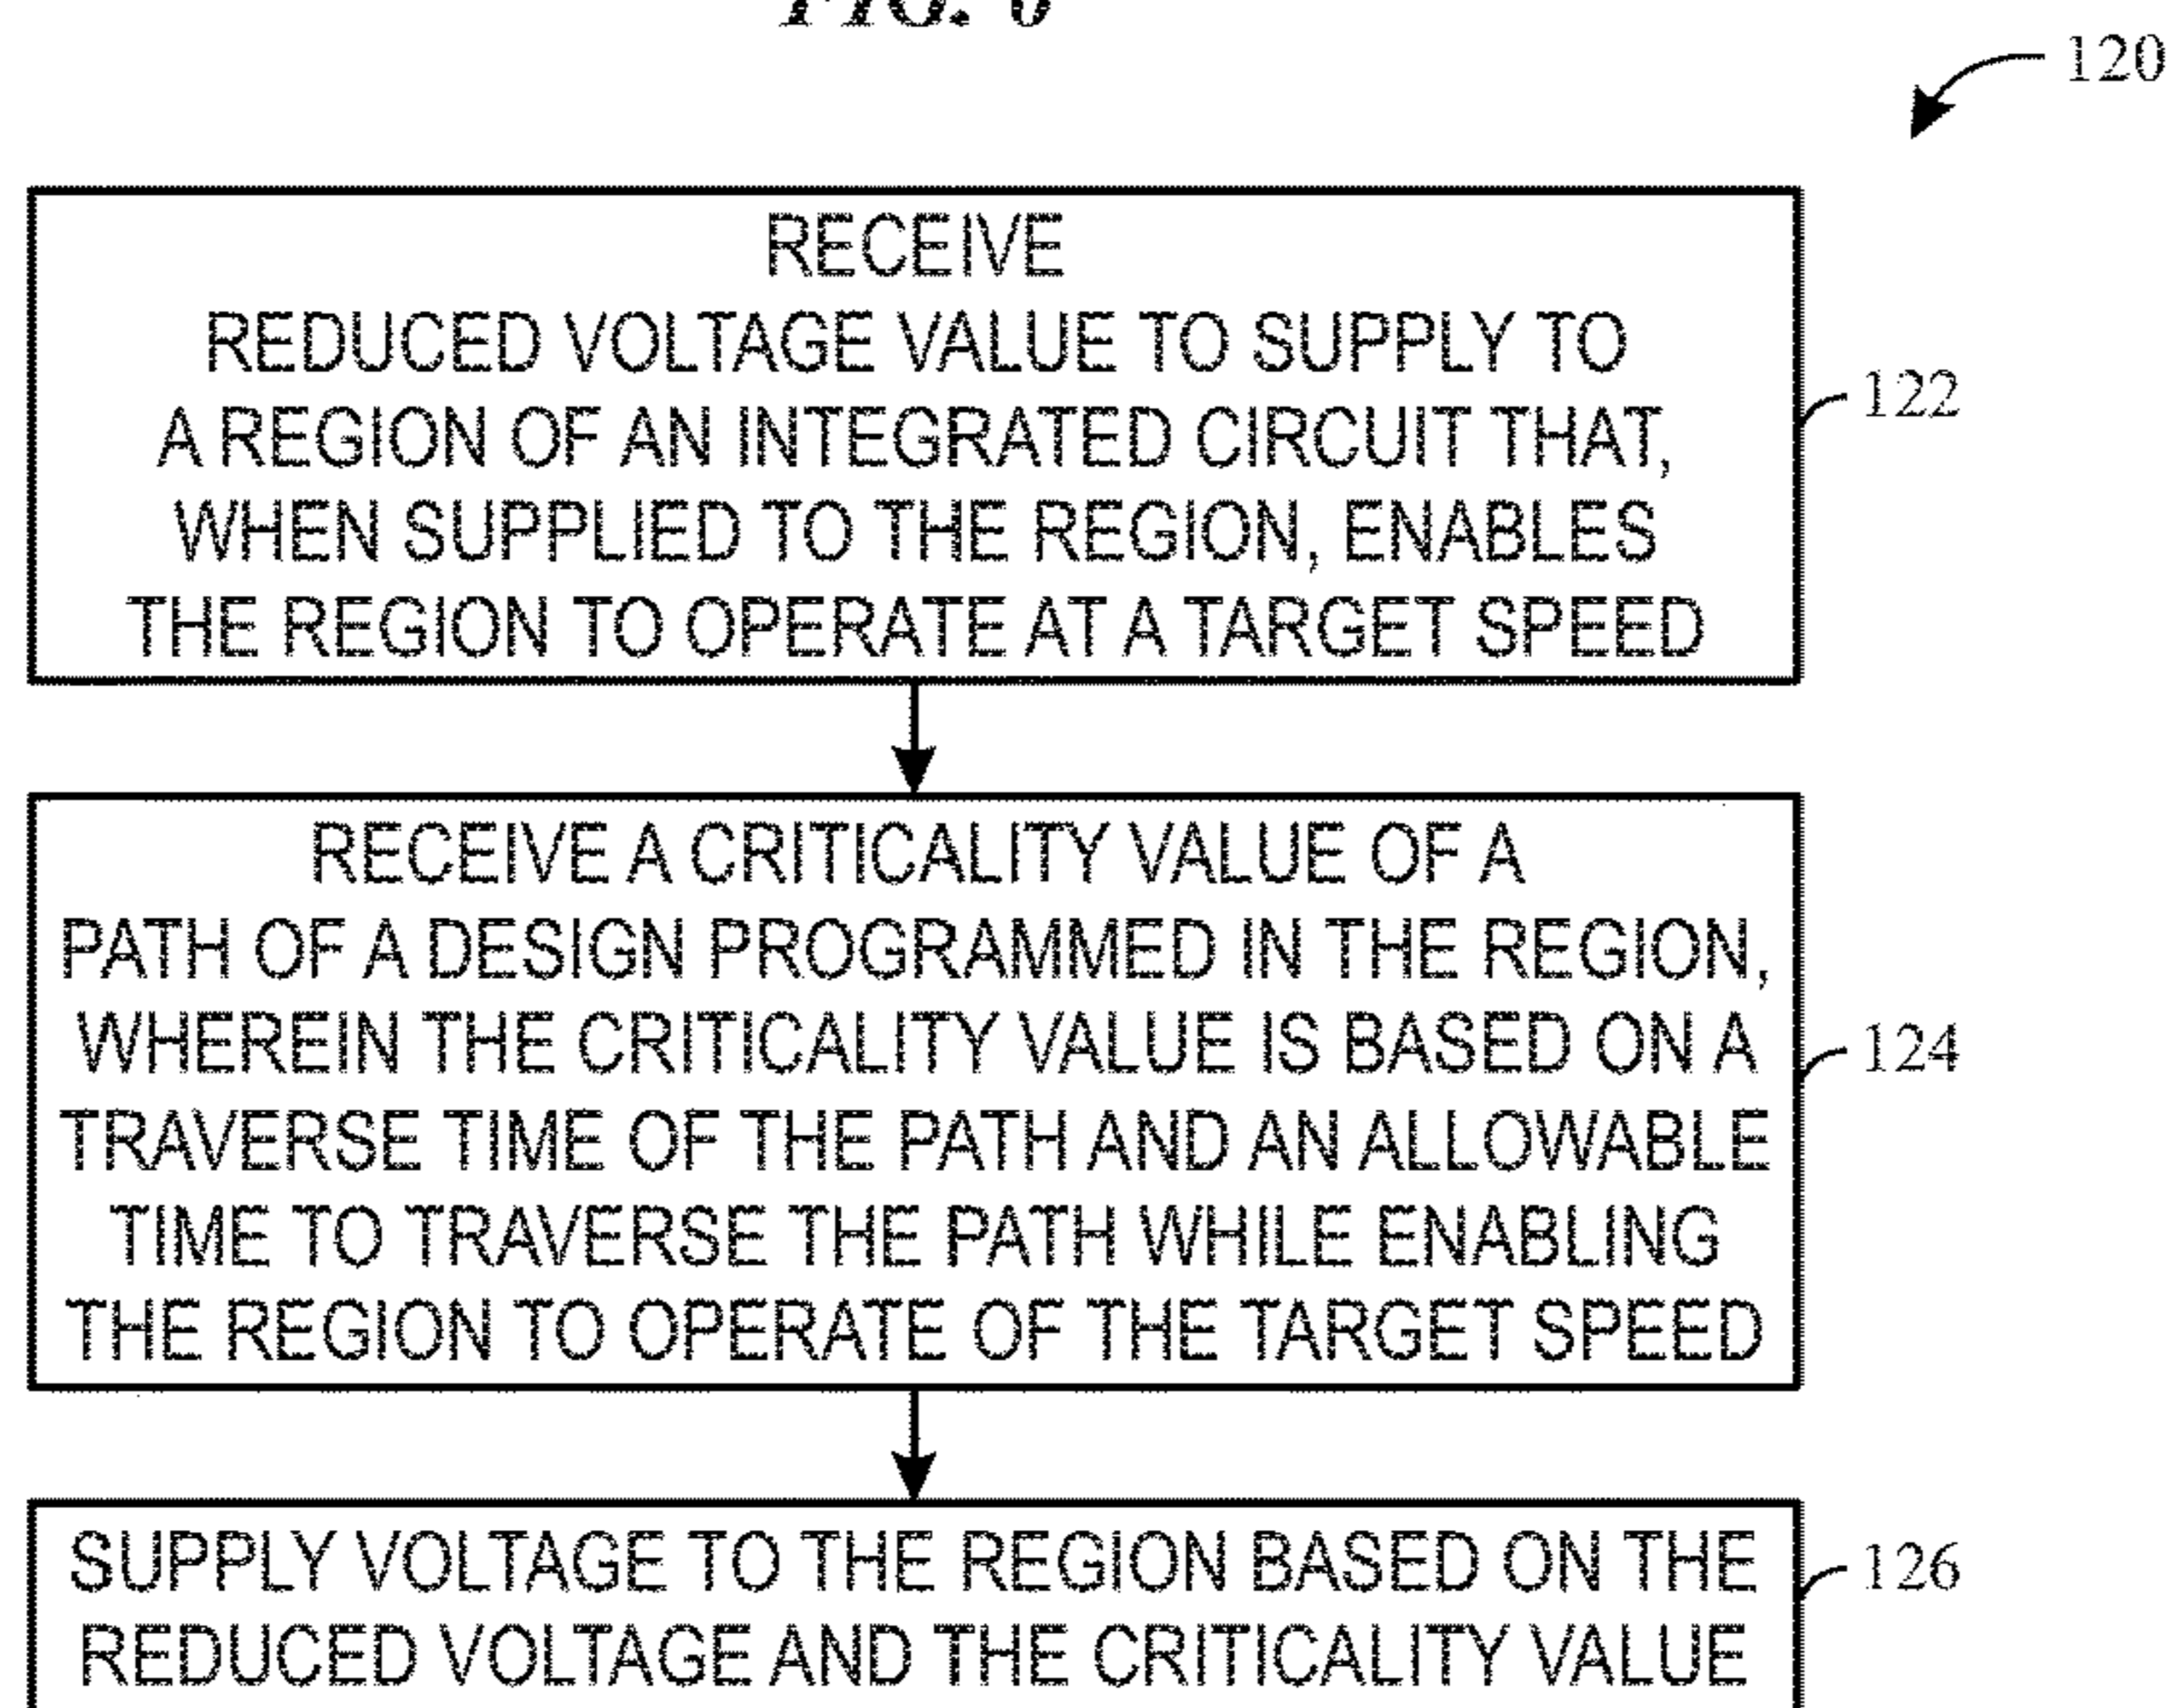 FIG. 6
120
RECEIVE
REDUCED VOLTAGE VALUE TO SUPPLY TO
A REGION OF AN INTEGRATED CIRCUIT THAT,
WHEN SUPPLIED TO THE REGION, ENABLES
THE REGION TO OPERATE AT A TARGET SPEED
122
RECEIVE A CRITICALITY VALUE OF A
PATH OF A DESIGN PROGRAMMED IN THE REGION,
WHEREIN THE CRITICALITY VALUE IS BASED ON A
TRAVERSE TIME OF THE PATH AND AN ALLOWABLE
TIME TO TRAVERSE THE PATH WHILE ENABLING
THE REGION TO OPERATE OF THE TARGET SPEED
124
SUPPLY VOLTAGE TO THE REGION BASED ON THE
REDUCED VOLTAGE AND THE CRITICALITY VALUE
126